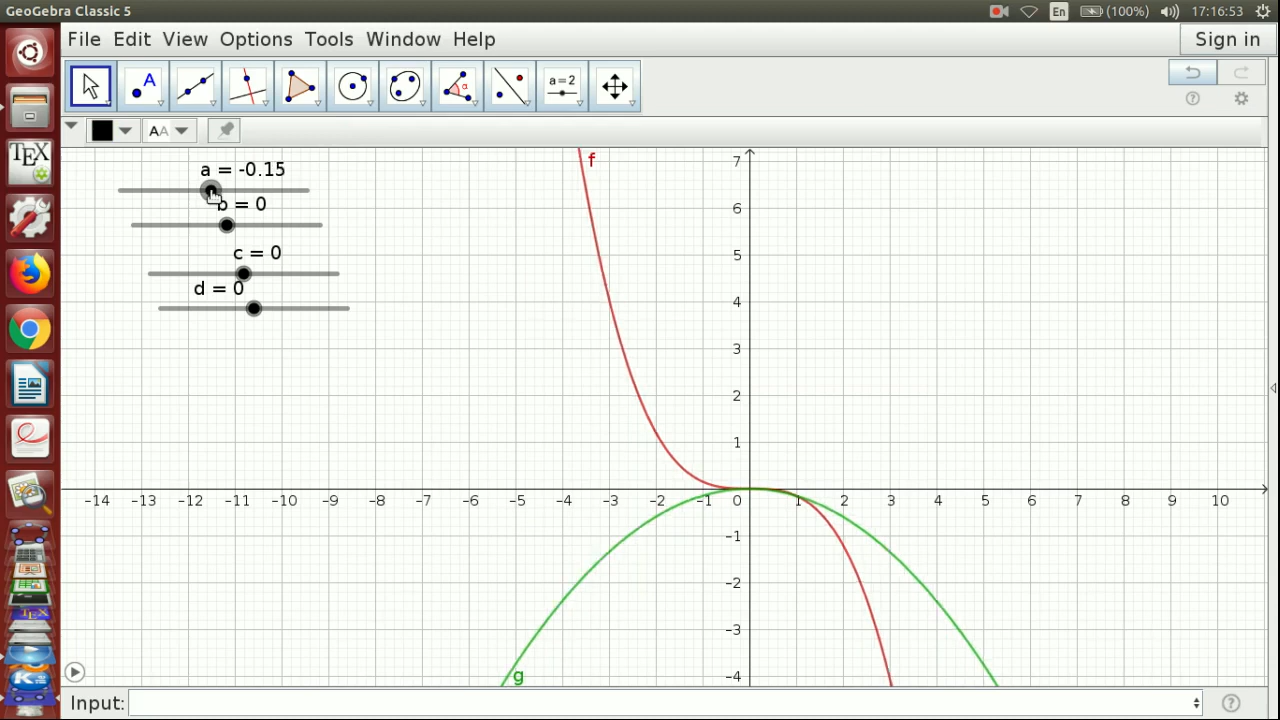 GeoGebra Classic 5
En (100%) 17:16:53
File Edit View Options Tools Window Help Sign in
A α a=2
AA
TEX
a = -0.15
b = 0
c = 0
d = 0
f
7
6
5
4
3
2
1
-14 -13 -12 -11 -10 -9 -8 -7 -6 -5 -4 -3 -2 -1 0 1 2 3 4 5 6 7 8 9 10
-1
-2
-3
-4
g
Input: